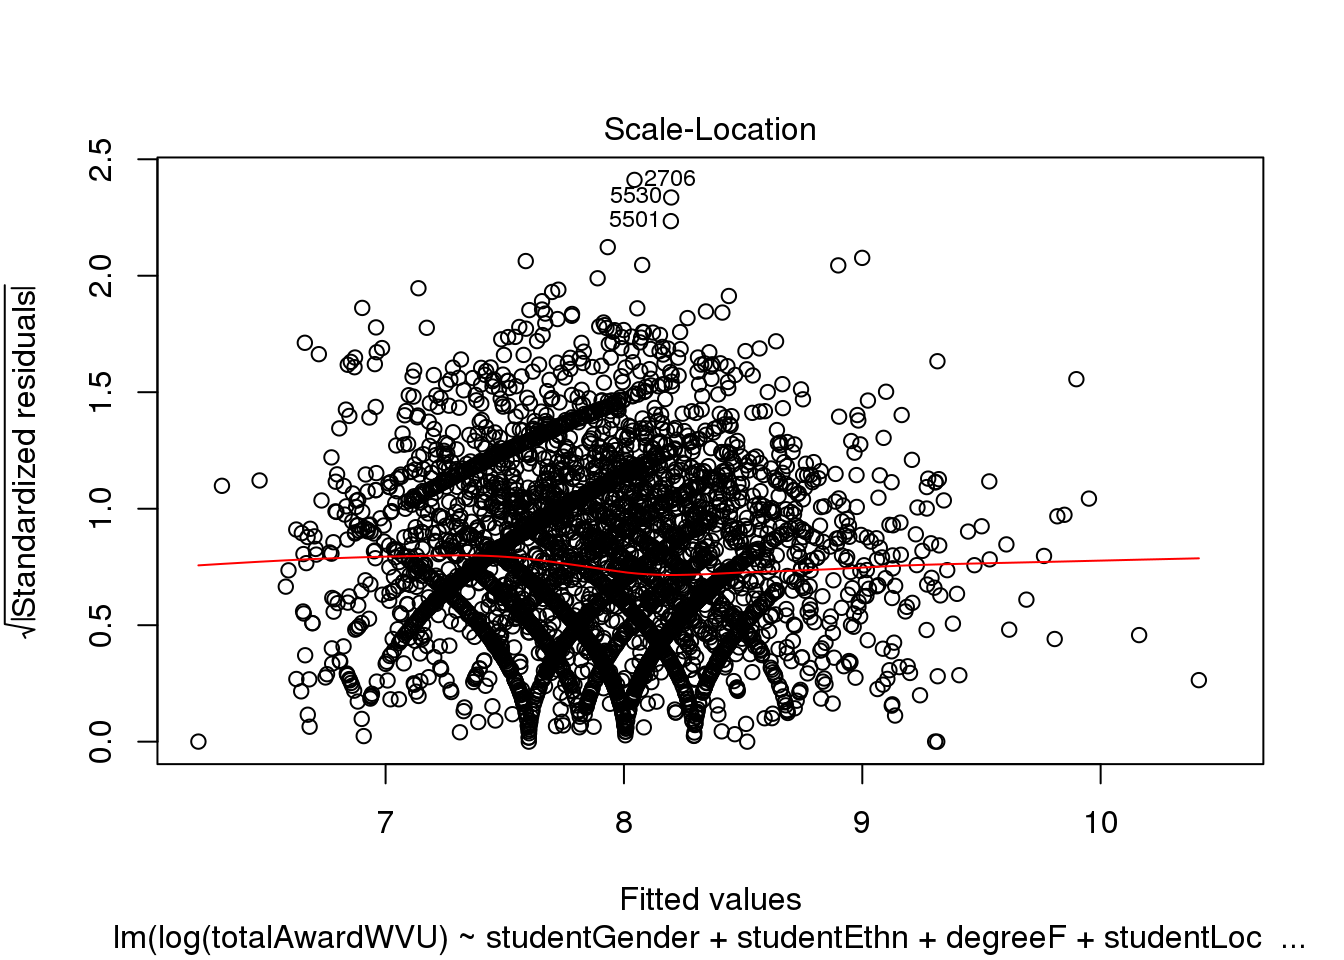 Scale-Location
√|Standardized residuals|
2.5
2.0
1.5
1.0
0.5
0.0
2706
5530
5501
7 8 9 10
Fitted values
lm(log(totalAwardWVU) ~ studentGender + studentEthn + degreeF + studentLoc ...